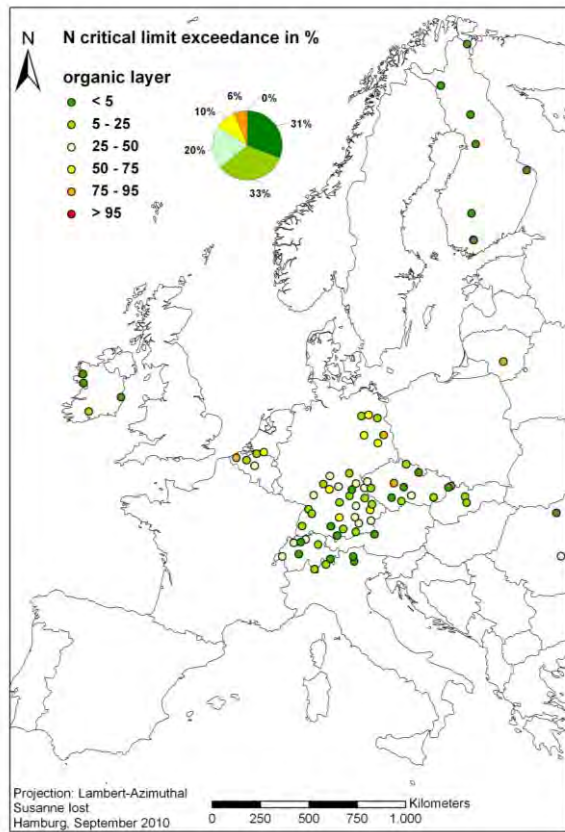 N
N critical limit exceedance in %
organic layer
< 5
5 - 25
25 - 50
50 - 75
75 - 95
> 95
6%
0%
10%
31%
20%
33%
Projection: Lambert-Azimuthal
Susanne Iost
Hamburg, September 2010
Kilometers
0 250 500 750 1.000